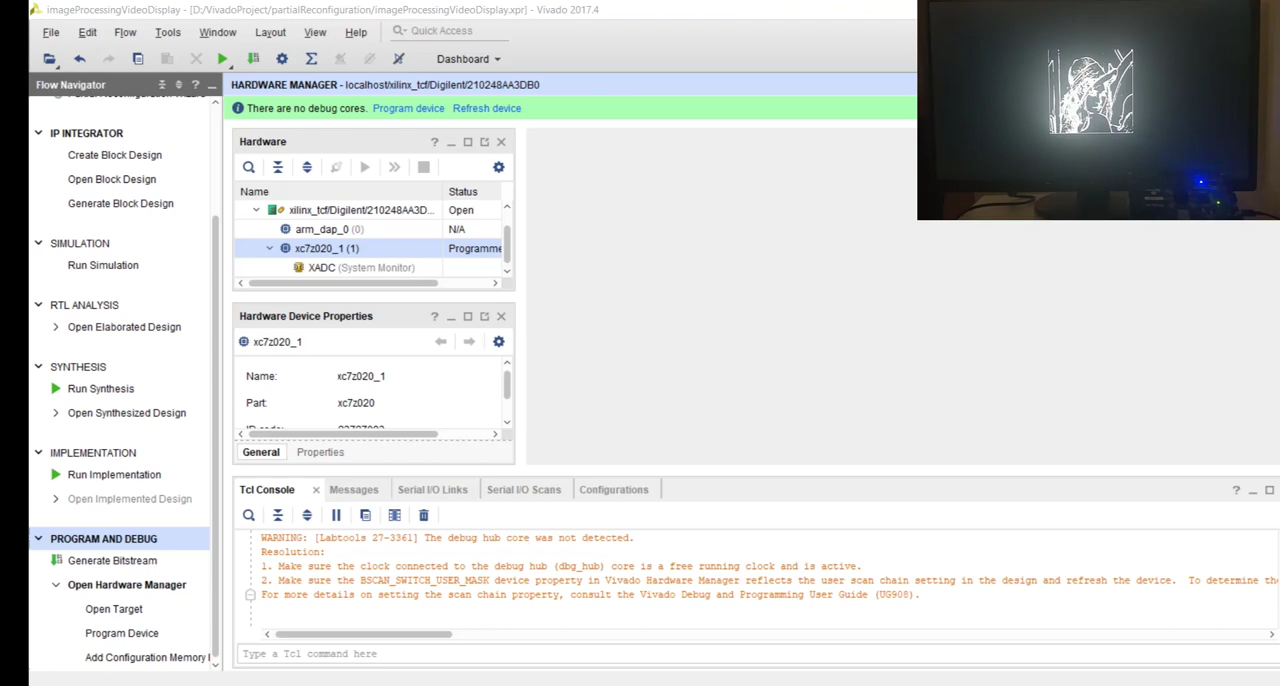 imageProcessingVideoDisplay - [D:/VivadoProject/partialReconfiguration/imageProcessingVideoDisplay.xpr] - Vivado 2017.4
File Edit Flow Tools Window Layout View Help Quick Access
Dashboard
Flow Navigator
HARDWARE MANAGER - localhost/xilinx_tcf/Digilent/210248AA3DB0
There are no debug cores. Program device Refresh device
IP INTEGRATOR
Create Block Design
Open Block Design
Generate Block Design
SIMULATION
Run Simulation
RTL ANALYSIS
Open Elaborated Design
SYNTHESIS
Run Synthesis
Open Synthesized Design
IMPLEMENTATION
Run Implementation
Open Implemented Design
PROGRAM AND DEBUG
Generate Bitstream
Open Hardware Manager
Open Target
Program Device
Add Configuration Memory
Hardware
Name Status
xilinx_tcf/Digilent/210248AA3D... Open
arm_dap_0 (0) N/A
xc7z020_1 (1) Programme
XADC (System Monitor)
Hardware Device Properties
xc7z020_1
Name: xc7z020_1
Part: xc7z020
General Properties
Tcl Console Messages Serial I/O Links Serial I/O Scans Configurations
WARNING: [Labtools 27-3361] The debug hub core was not detected.
Resolution:
1. Make sure the clock connected to the debug hub (dbg_hub) core is a free running clock and is active.
2. Make sure the BSCAN_SWITCH_USER_MASK device property in Vivado Hardware Manager reflects the user scan chain setting in the design and refresh the device. To determine the
For more details on setting the scan chain property, consult the Vivado Debug and Programming User Guide (UG908).
Type a Tcl command here